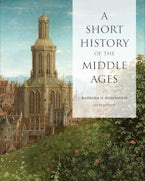 A
SHORT
HISTORY
OF THE
MIDDLE
AGES
BARBARA H. ROSENWEIN